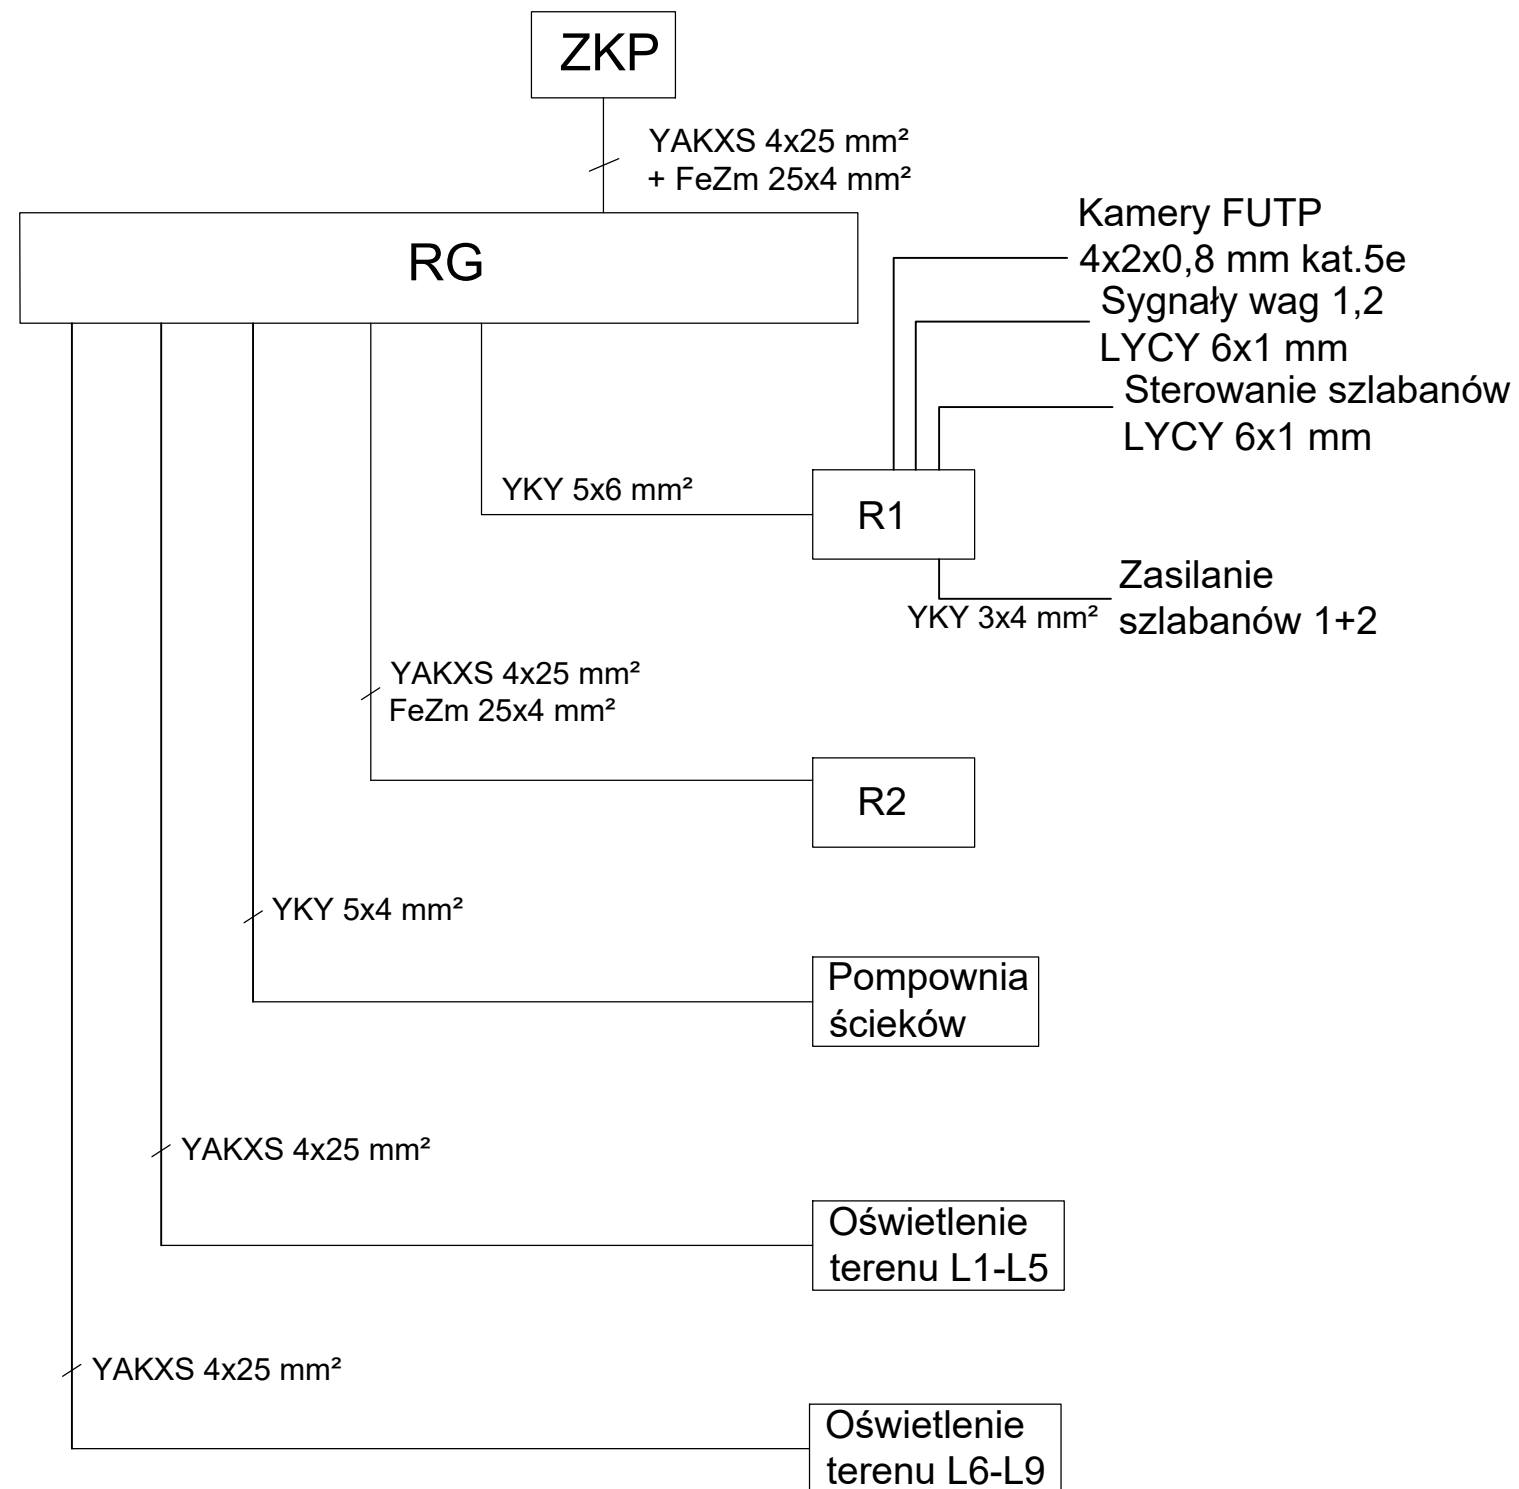 ZKP
YAKXS 4x25 mm²
+ FeZm 25x4 mm²
RG
Kamery FUTP
4x2x0,8 mm kat.5e
Sygnały wag 1,2
LYCY 6x1 mm
Sterowanie szlabanów
LYCY 6x1 mm
YKY 5x6 mm²
R1
Zasilanie
szlabanów 1+2
YKY 3x4 mm²
YAKXS 4x25 mm²
FeZm 25x4 mm²
R2
YKY 5x4 mm²
Pompownia
ścieków
YAKXS 4x25 mm²
Oświetlenie
terenu L1-L5
YAKXS 4x25 mm²
Oświetlenie
terenu L6-L9